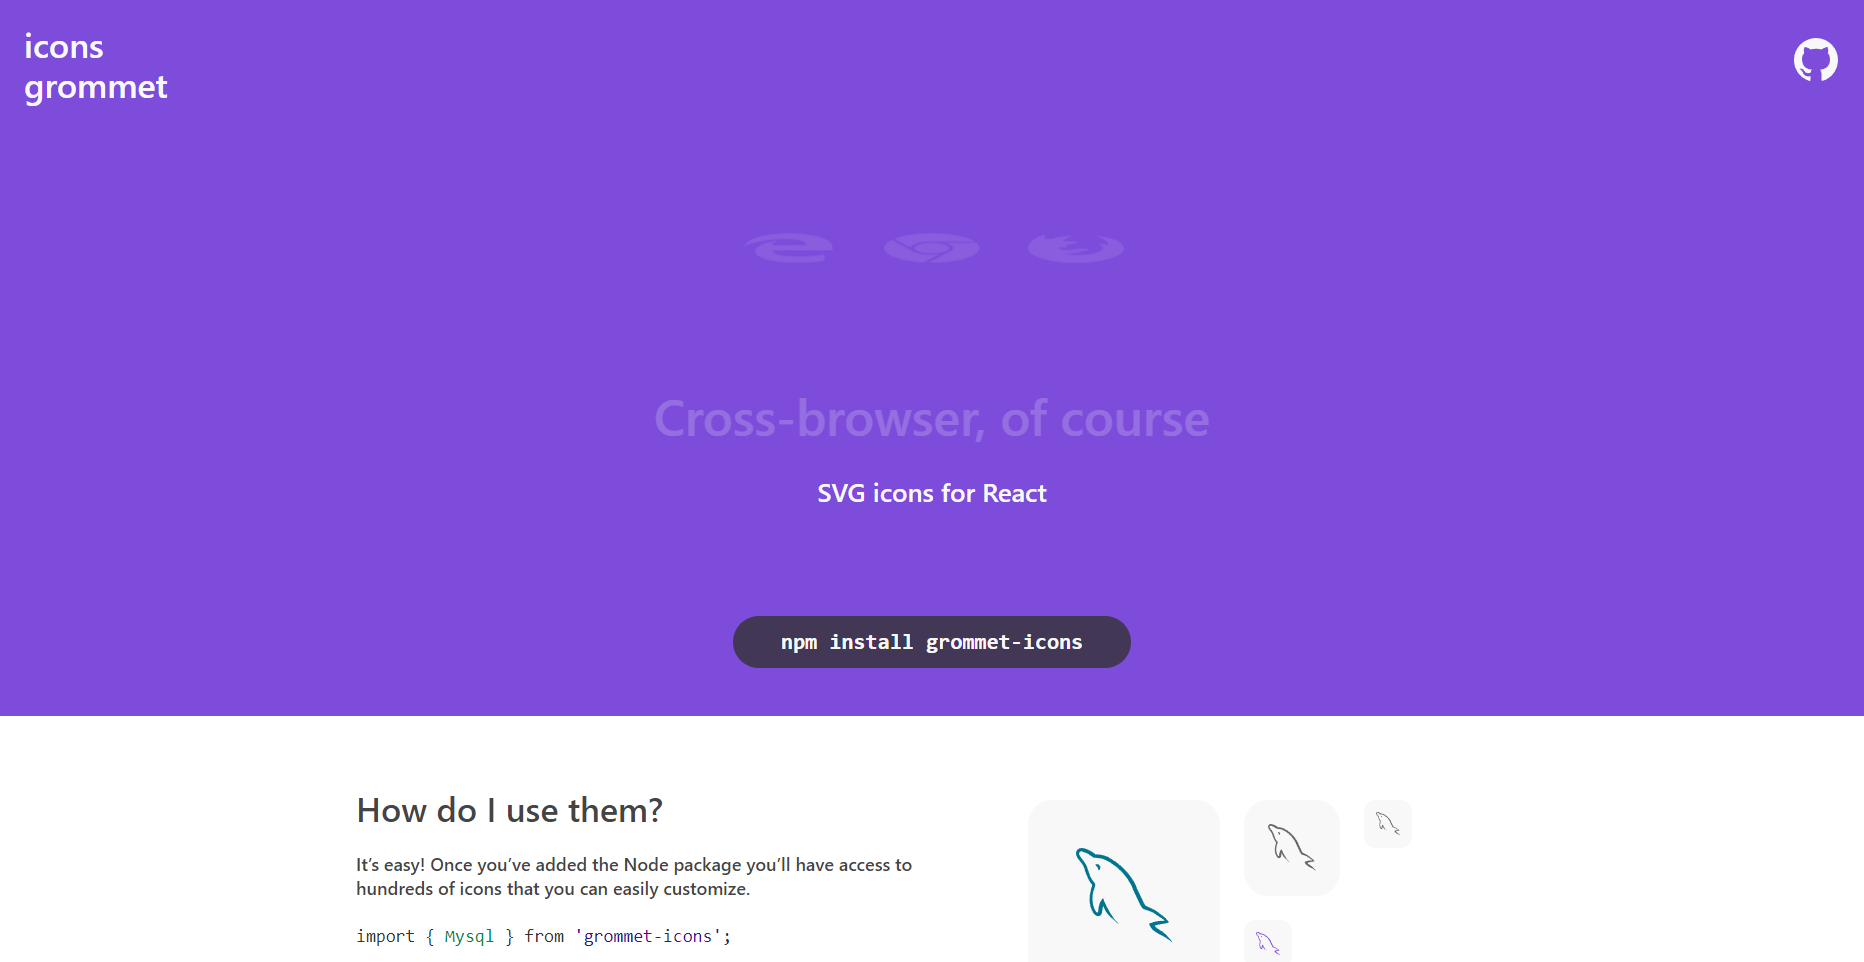 icons
grommet
Cross-browser, of course
SVG icons for React
npm install grommet-icons
How do I use them?
It’s easy! Once you’ve added the Node package you’ll have access to
hundreds of icons that you can easily customize.
import { Mysql } from 'grommet-icons';